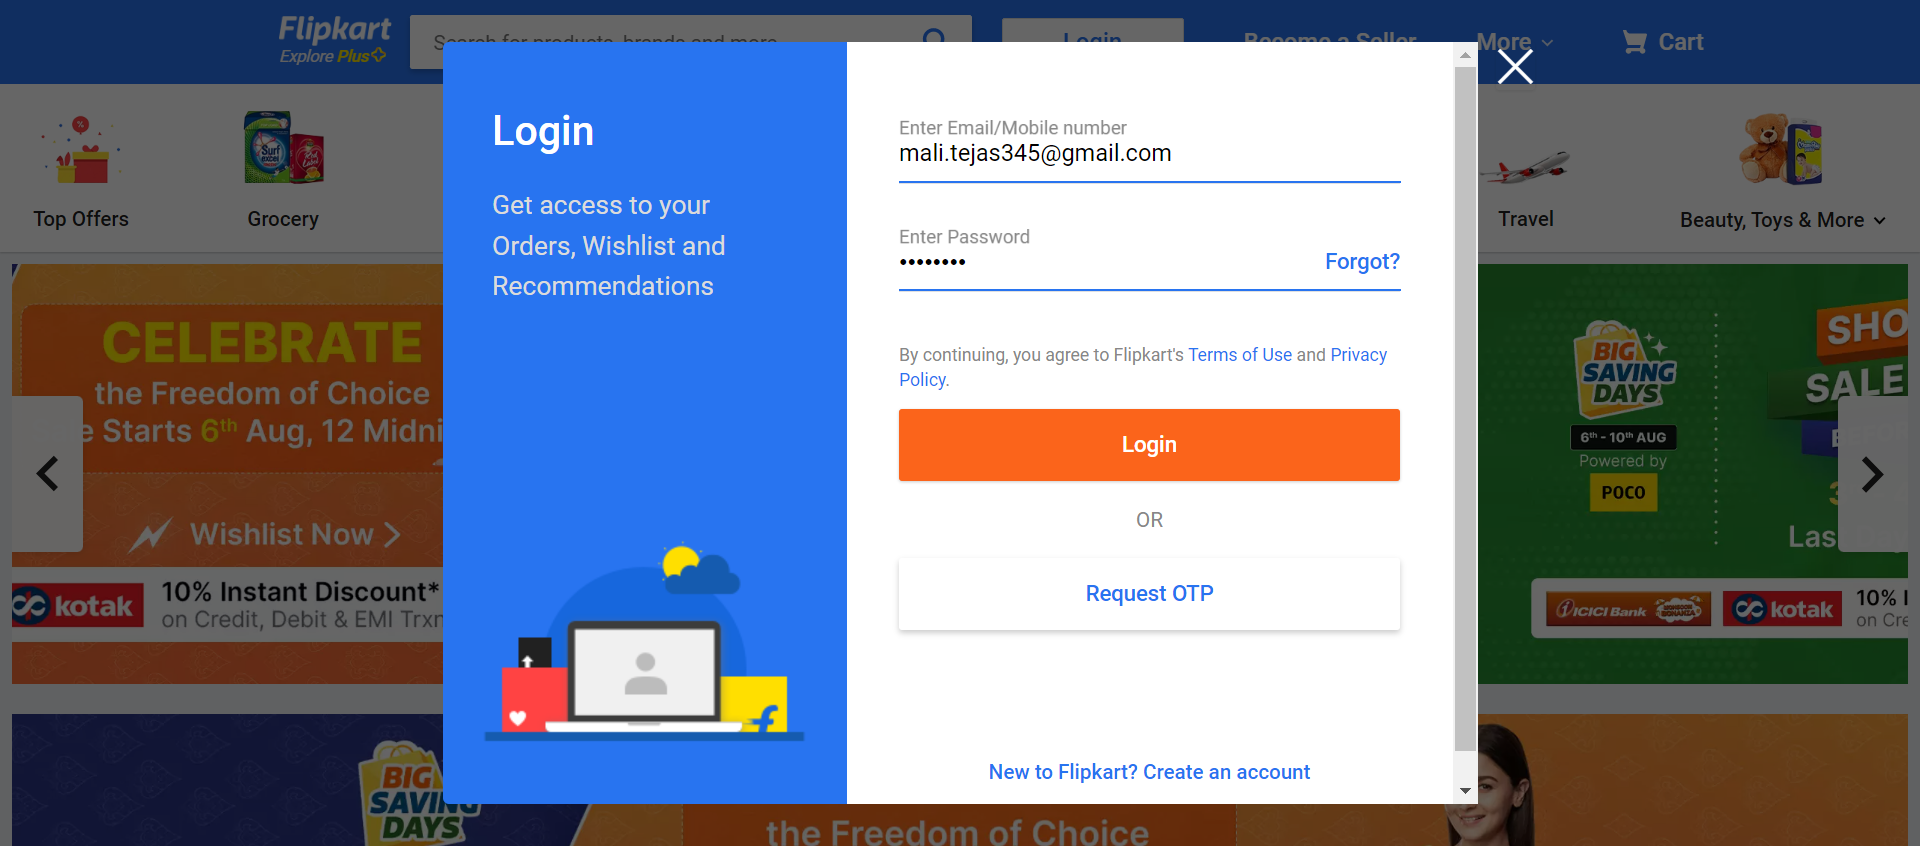 Flipkart
Explore Plus
Search for products, brands and more
Login
Become a Seller
More
Cart
Top Offers
Grocery
Travel
Beauty, Toys & More
Login
Get access to your
Orders, Wishlist and
Recommendations
Enter Email/Mobile number
mali.tejas345@gmail.com
Enter Password
Forgot?
By continuing, you agree to Flipkart's Terms of Use and Privacy
Policy.
Login
OR
Request OTP
New to Flipkart? Create an account
CELEBRATE
the Freedom of Choice
e Starts 6th Aug, 12 Midni
Wishlist Now
kotak
10% Instant Discount*
on Credit, Debit & EMI Trxn
BIG
SAVING
DAYS
6th - 10th AUG
Powered by
POCO
SHO
SALE
Las
ICICI Bank
kotak
10% I
on Cre
BIG
SAVING
DAYS
the Freedom of Choice
Surf
excel